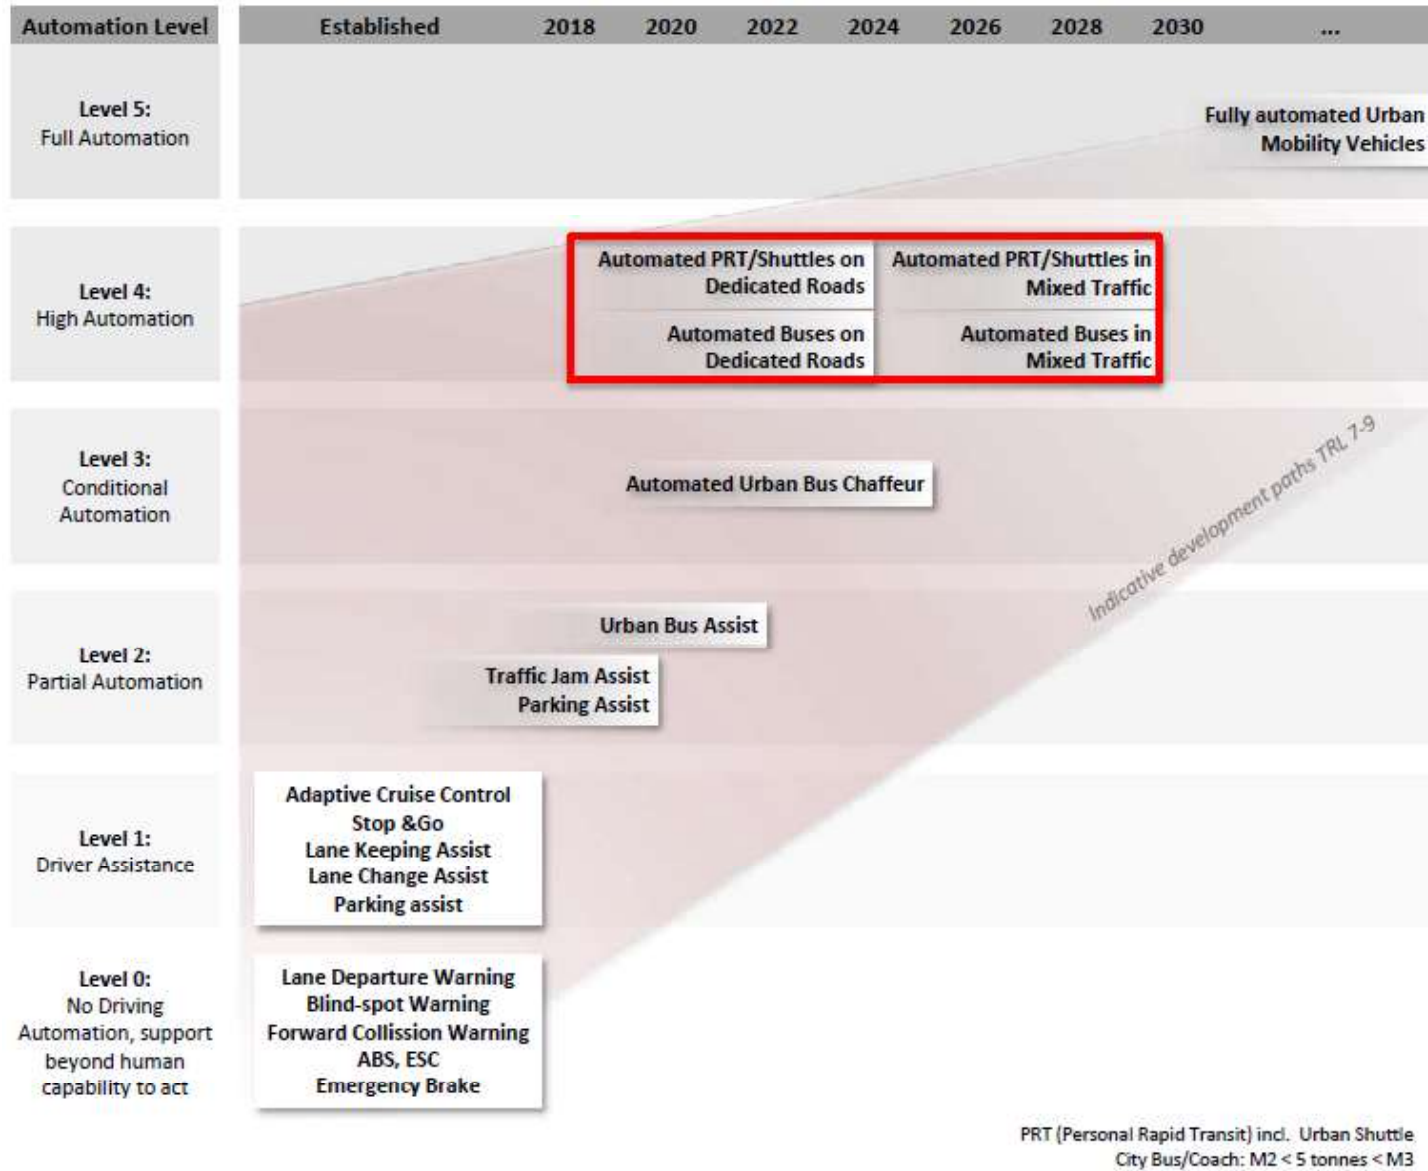 Automation Level Established 2018 2020 2022 2024 2026 2028 2030 ...
Level 5:
Full Automation
Fully automated Urban
Mobility Vehicles
Level 4:
High Automation
Automated PRT/Shuttles on
Dedicated Roads
Automated PRT/Shuttles in
Mixed Traffic
Automated Buses on
Dedicated Roads
Automated Buses in
Mixed Traffic
Level 3:
Conditional
Automation
Automated Urban Bus Chaffeur
Indicative development paths TRL 7-9
Level 2:
Partial Automation
Urban Bus Assist
Traffic Jam Assist
Parking Assist
Level 1:
Driver Assistance
Adaptive Cruise Control
Stop &Go
Lane Keeping Assist
Lane Change Assist
Parking assist
Level 0:
No Driving
Automation, support
beyond human
capability to act
Lane Departure Warning
Blind-spot Warning
Forward Collission Warning
ABS, ESC
Emergency Brake
PRT (Personal Rapid Transit) incl. Urban Shuttle
City Bus/Coach: M2 < 5 tonnes < M3